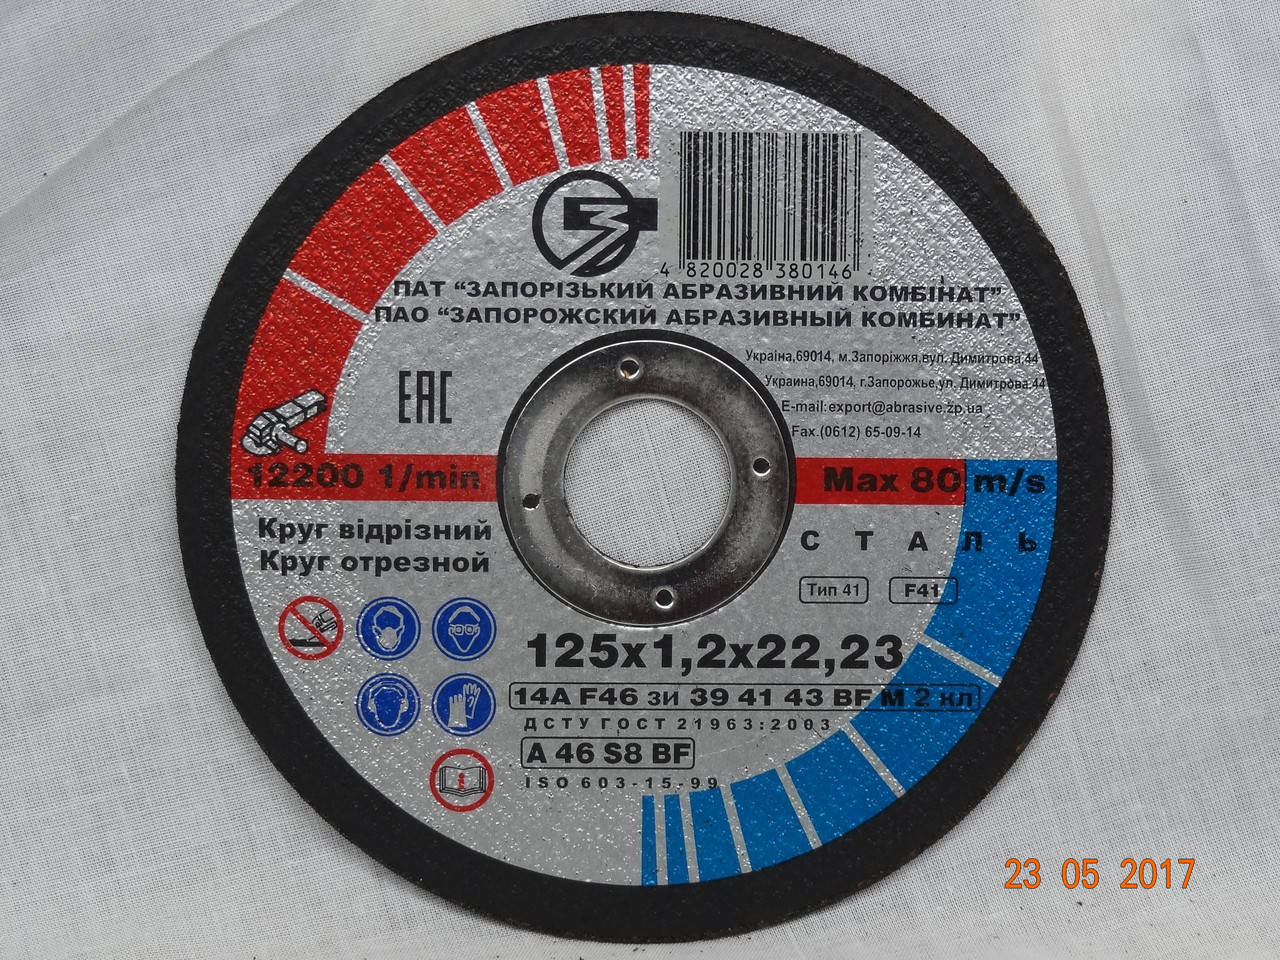 4 820028 380146
ПАТ “ЗАПОРІЗЬКИЙ АБРАЗИВНИЙ КОМБІНАТ”
ПАО “ЗАПОРОЖСКИЙ АБРАЗИВНЫЙ КОМБИНАТ”
Україна,69014, м.Запоріжжя,вул. Димитрова,44
Украина,69014, г.Запорожье,ул. Димитрова,44
E-mail:export@abrasive.zp.ua
Fax.(0612) 65-09-14
ЕАС
12200 1/min
Max 80 m/s
Круг відрізний
Круг отрезной
СТАЛЬ
Тип 41
F41
125x1,2x22,23
14А F46 зи 39 41 43 BF М 2 кл
ДСТУ ГОСТ 21963:2003
A 46 S8 BF
ISO 603-15-99
23 05 2017